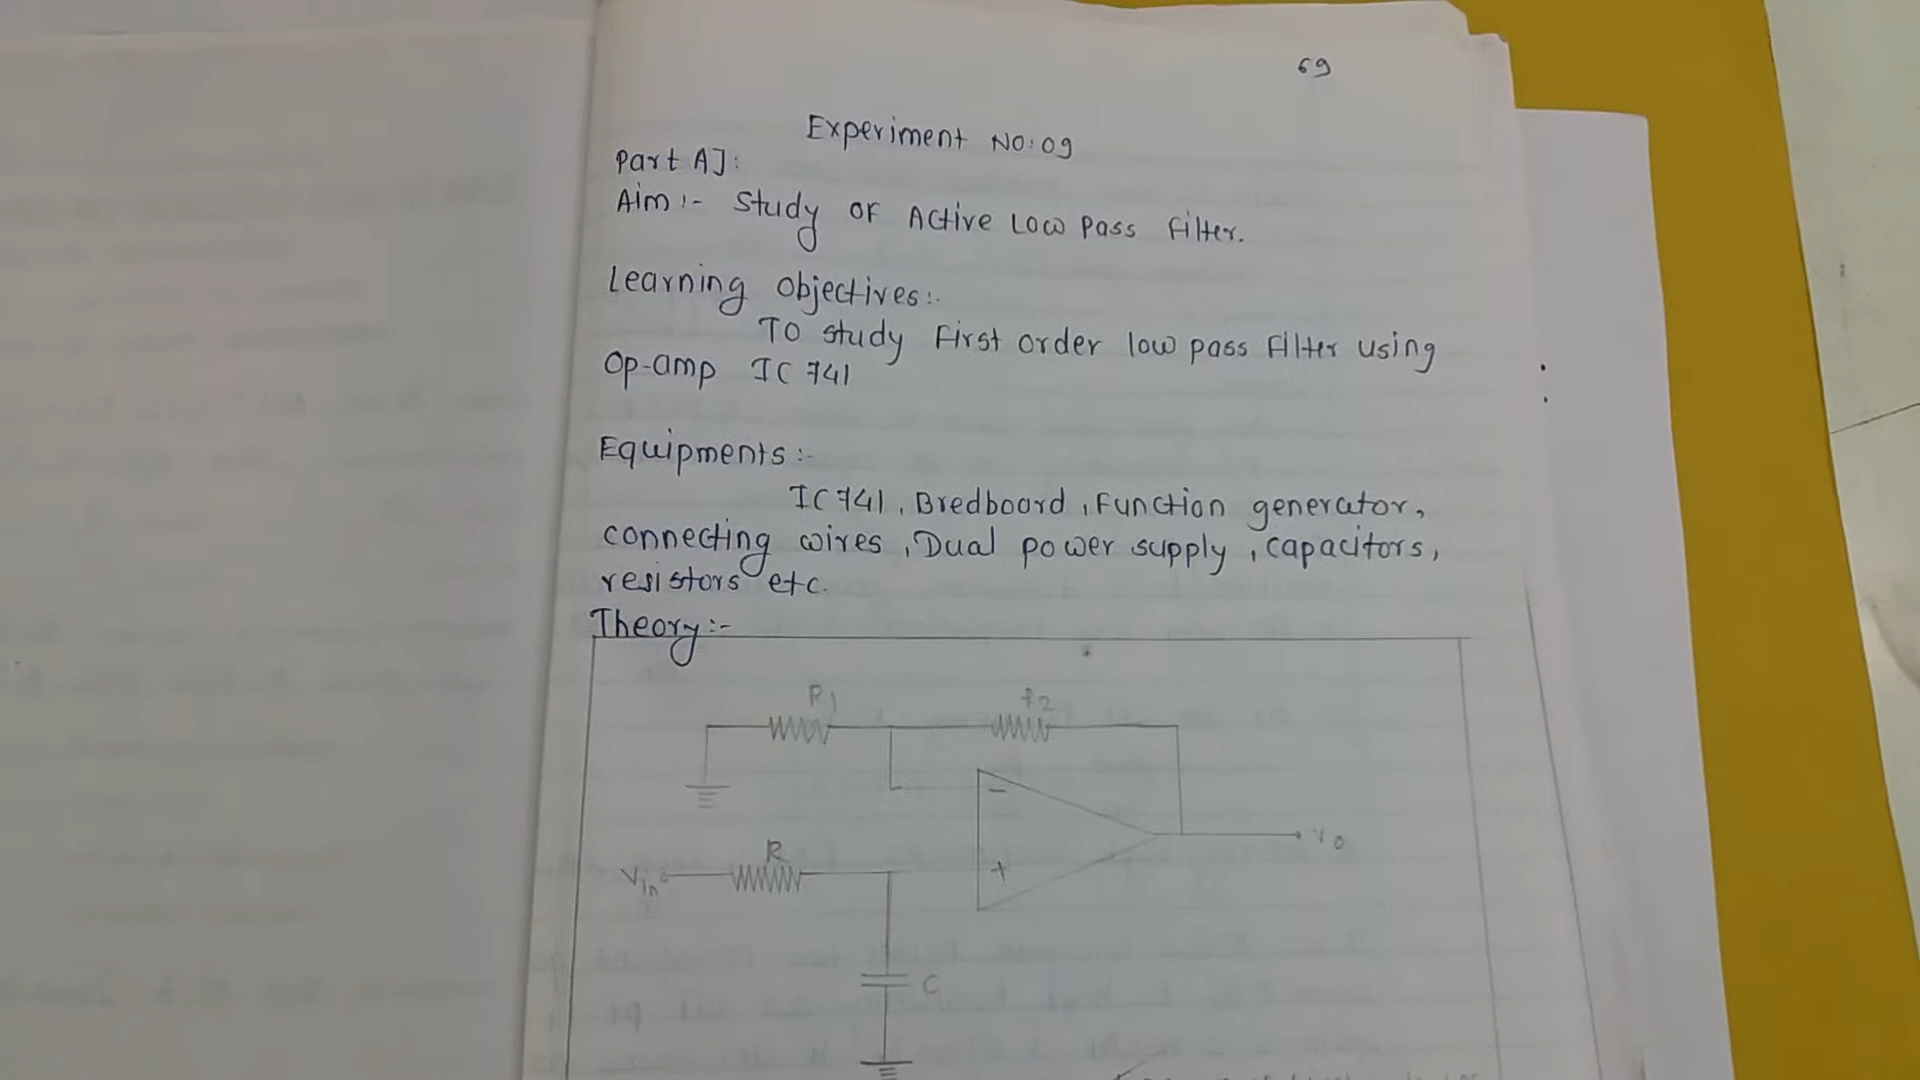 69
Experiment No:09
Part A]:
Aim:- Study OF Active Low Pass Filter.
Learning Objectives:-
To study First order low pass Filter using
Op-amp IC 741
Equipments:-
IC 741, Bredboard, Function generator,
connecting wires, Dual power supply, capacitors,
resistors etc.
Theory:-
R1
R2
-
Vo
R
Vin
+
C